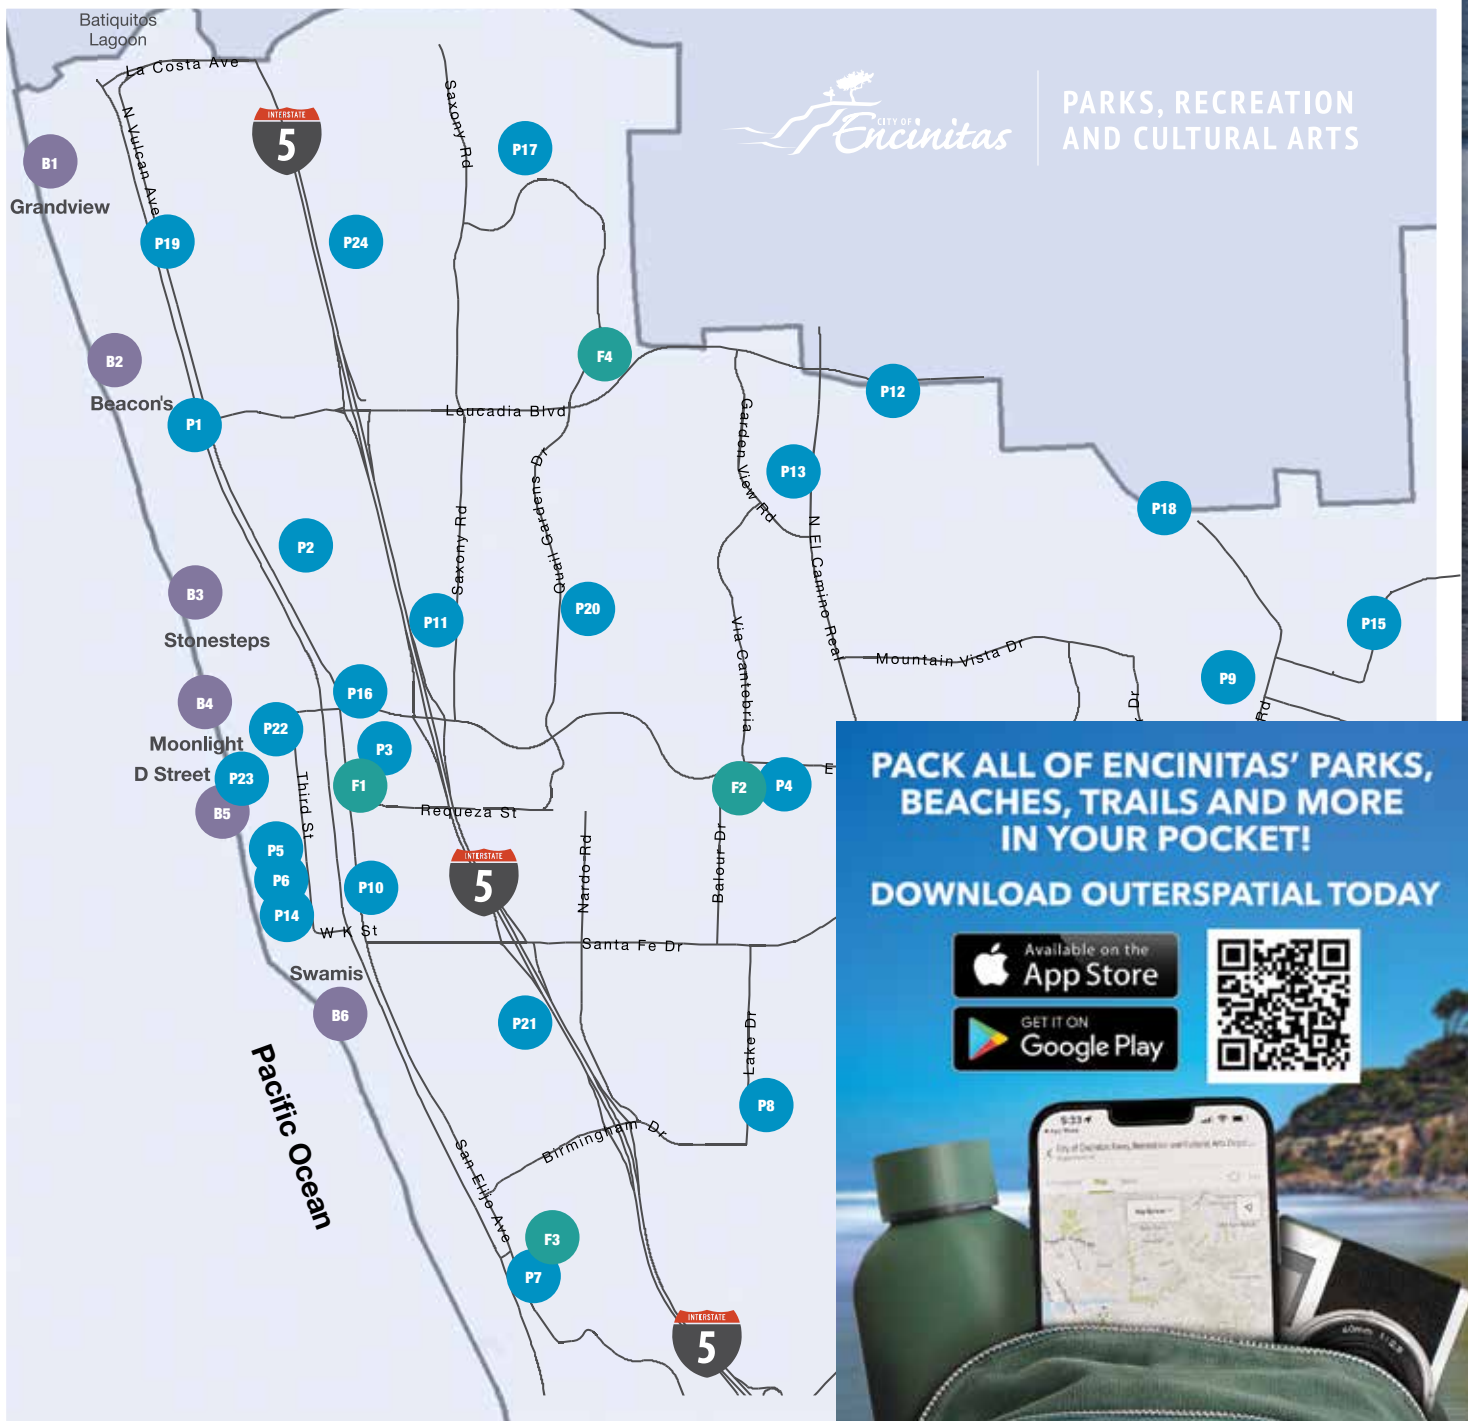 Batiquitos
Lagoon
La Costa Ave
N Vulcan Ave
INTERSTATE
5
Saxony Rd
CITY OF
Encinitas
PARKS, RECREATION
AND CULTURAL ARTS
B1
Grandview
P17
P19
P24
B2
Beacon's
P1
F4
Leucadia Blvd
P12
Garden View Rd
P13
Quail Gardens Dr
P18
P2
Saxony Rd
N El Camino Real
B3
Stonesteps
P11
P20
P15
Via Cantebria
Mountain Vista Dr
P9
Dr
Rd
P16
B4
P22
Moonlight
P3
D Street
P23
F1
B5
Third St
Requeza St
F2
P4
E
P5
P6
P14
P10
INTERSTATE
5
Nardo Rd
Balour Dr
W K St
Santa Fe Dr
Swamis
B6
P21
Lake Dr
Pacific Ocean
P8
Birmingham Dr
San Elijo Ave
F3
P7
INTERSTATE
5
PACK ALL OF ENCINITAS' PARKS,
BEACHES, TRAILS AND MORE
IN YOUR POCKET!
DOWNLOAD OUTERSPATIAL TODAY
Available on the
App Store
GET IT ON
Google Play
5:33